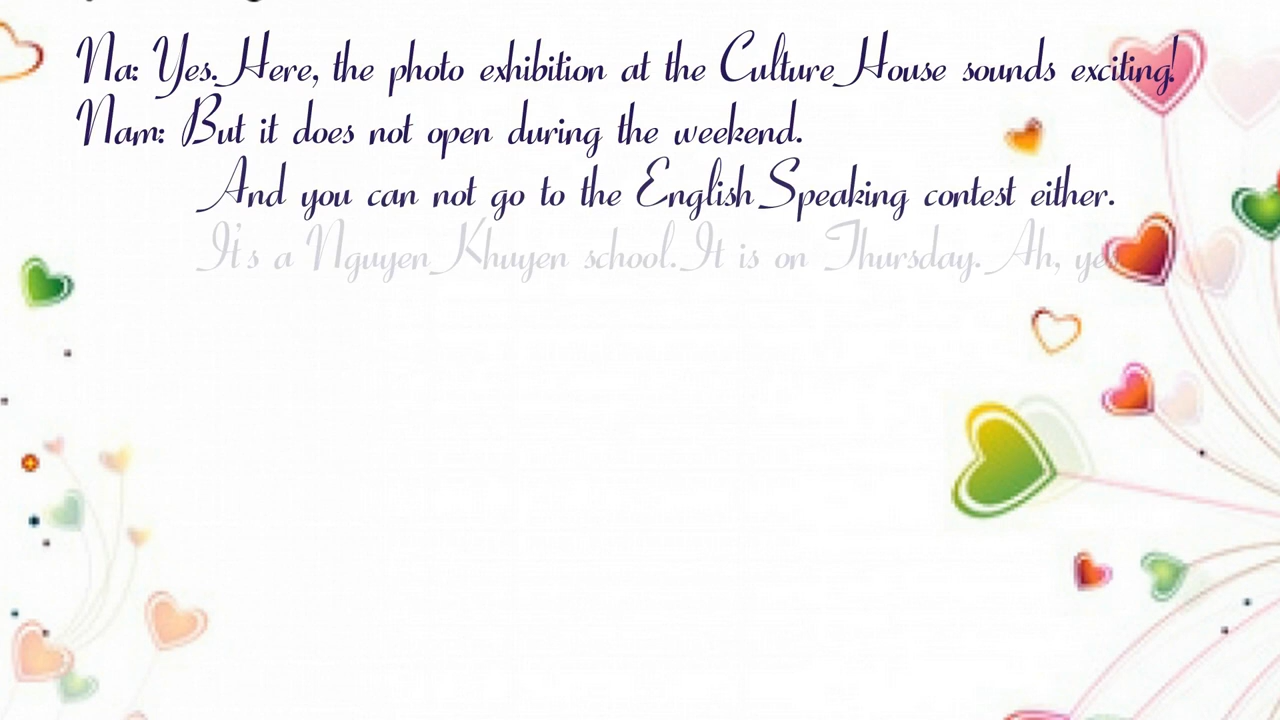 Na: Yes. Here, the photo exhibition at the Culture House sounds exciting!
Nam: But it does not open during the weekend.
And you can not go to the English Speaking contest either.
It's a Nguyen Khuyen school. It is on Thursday. Ah, yes